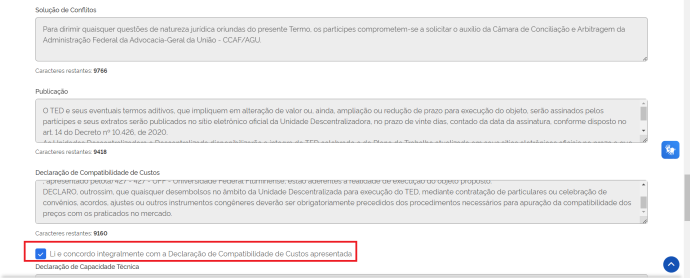 Solução de Conflitos
Para dirimir quaisquer questões de natureza jurídica oriundas do presente Termo, os partícipes comprometem-se a solicitar o auxílio da Câmara de Conciliação e Arbitragem da
Administração Federal da Advocacia-Geral da União - CCAF/AGU.
Caracteres restantes: 9766
Publicação
O TED e seus eventuais termos aditivos, que impliquem em alteração de valor ou, ainda, ampliação ou redução de prazo para execução do objeto, serão assinados pelos
partícipes e seus extratos serão publicados no sítio eletrônico oficial da Unidade Descentralizadora, no prazo de vinte dias, contado da data da assinatura, conforme disposto no
art. 14 do Decreto nº 10.426, de 2020.
Caracteres restantes: 9418
Declaração de Compatibilidade de Custos
apresentado pelo(a) 427 - 427 - UFF - Universidade Federal Fluminense, estão aderentes à realidade de execução do objeto proposto.
DECLARO, outrossim, que quaisquer desembolsos no âmbito da Unidade Descentralizada para execução do TED, mediante contratação de particulares ou celebração de
convênios, acordos, ajustes ou outros instrumentos congêneres deverão ser obrigatoriamente precedidos dos procedimentos necessários para apuração da compatibilidade dos
preços com os praticados no mercado.
Caracteres restantes: 9160
Li e concordo integralmente com a Declaração de Compatibilidade de Custos apresentada
Declaração de Capacidade Técnica